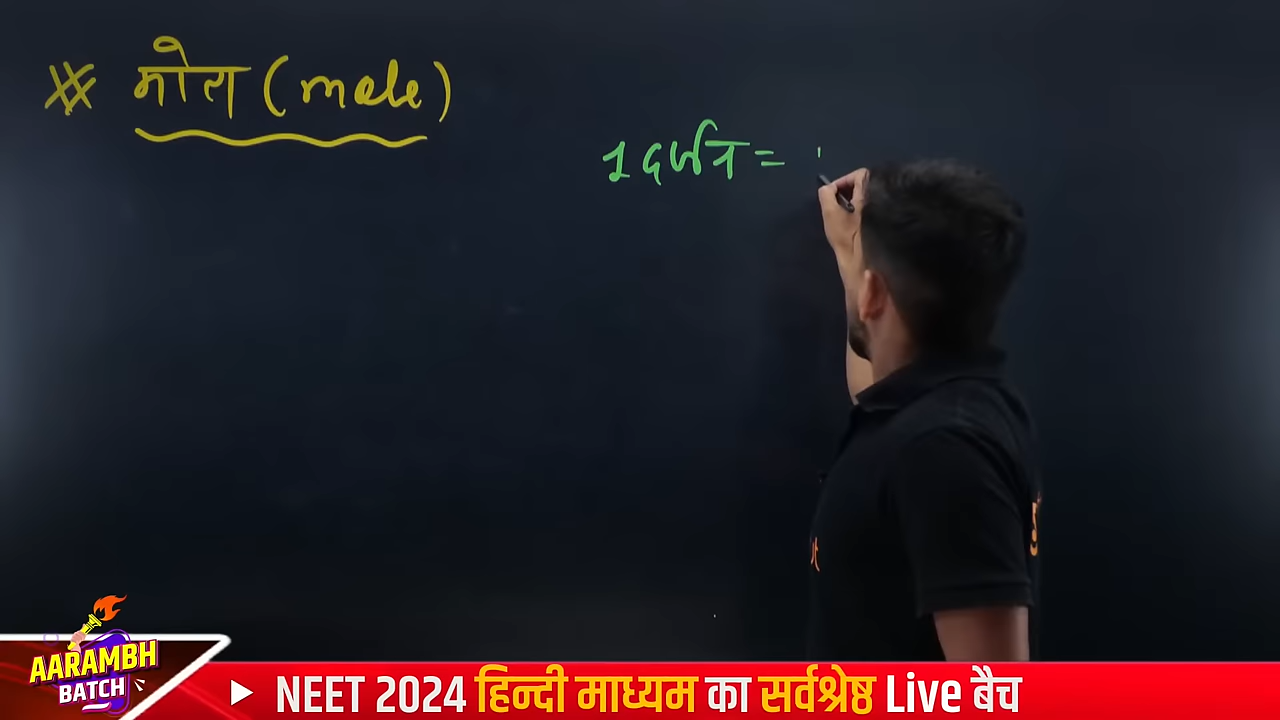 * मोल (mole)
1 दर्जन =
AARAMBH
BATCH
NEET 2024 हिन्दी माध्यम का सर्वश्रेष्ठ Live बैच